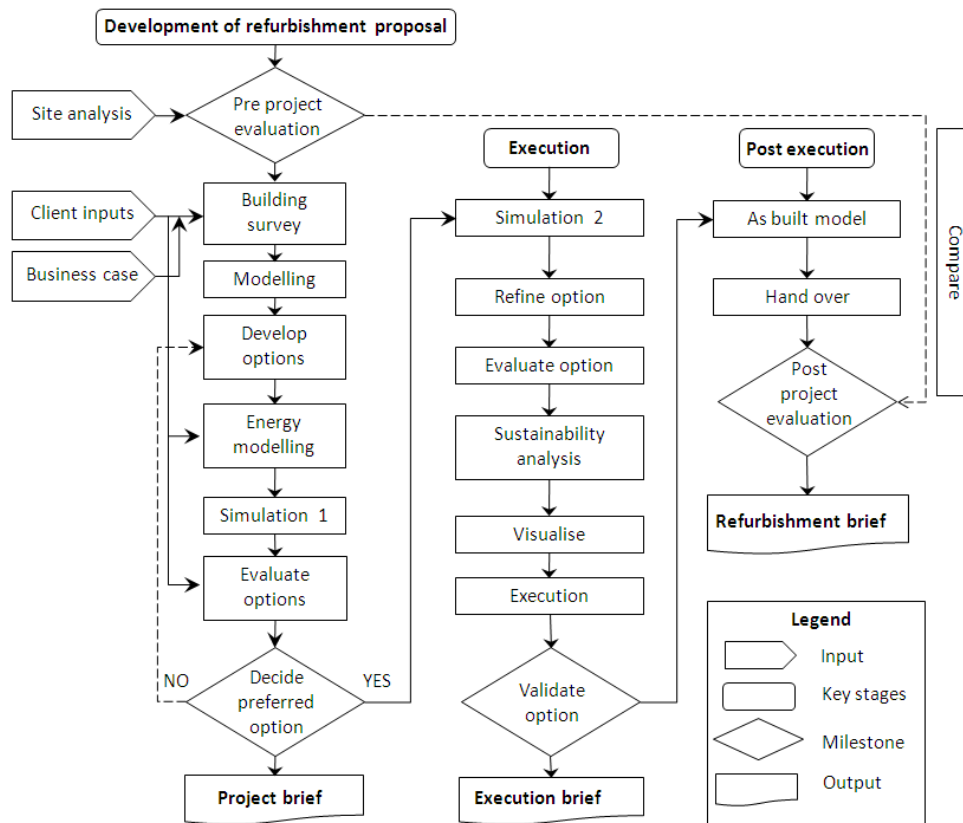 Development of refurbishment proposal
Site analysis
Pre project
evaluation
Client inputs
Business case
Building
survey
Modelling
Develop
options
Energy
modelling
Simulation 1
Evaluate
options
NO
Decide
preferred
option
YES
Project brief
Execution
Simulation 2
Refine option
Evaluate option
Sustainability
analysis
Visualise
Execution
Validate
option
Execution brief
Post execution
As built model
Hand over
Post
project
evaluation
Refurbishment brief
Compare
Legend
Input
Key stages
Milestone
Output